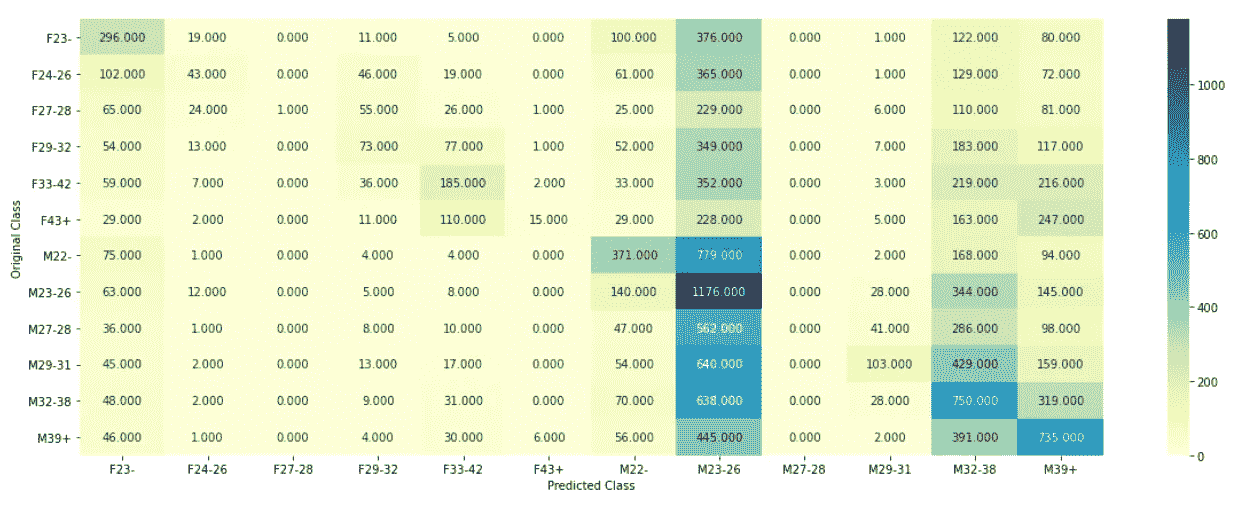 F23- 296.000 19.000 0.000 11.000 5.000 0.000 100.000 376.000 0.000 1.000 122.000 80.000
F24-26 102.000 43.000 0.000 46.000 19.000 0.000 61.000 365.000 0.000 1.000 129.000 72.000
1000
F27-28 65.000 24.000 1.000 55.000 26.000 1.000 25.000 229.000 0.000 6.000 110.000 81.000
F29-32 54.000 13.000 0.000 73.000 77.000 1.000 52.000 349.000 0.000 7.000 183.000 117.000
800
F33-42 59.000 7.000 0.000 36.000 185.000 2.000 33.000 352.000 0.000 3.000 219.000 216.000
F43+ 29.000 2.000 0.000 11.000 110.000 15.000 29.000 228.000 0.000 5.000 163.000 247.000
600
Original Class
M22- 75.000 1.000 0.000 4.000 4.000 0.000 371.000 779.000 0.000 2.000 168.000 94.000
M23-26 63.000 12.000 0.000 5.000 8.000 0.000 140.000 1176.000 0.000 28.000 344.000 145.000
400
M27-28 36.000 1.000 0.000 8.000 10.000 0.000 47.000 562.000 0.000 41.000 286.000 98.000
M29-31 45.000 2.000 0.000 13.000 17.000 0.000 54.000 640.000 0.000 103.000 429.000 159.000
200
M32-38 48.000 2.000 0.000 9.000 31.000 0.000 70.000 638.000 0.000 28.000 750.000 319.000
M39+ 46.000 1.000 0.000 4.000 30.000 6.000 56.000 445.000 0.000 2.000 391.000 735.000
0
F23- F24-26 F27-28 F29-32 F33-42 F43+ M22- M23-26 M27-28 M29-31 M32-38 M39+
Predicted Class